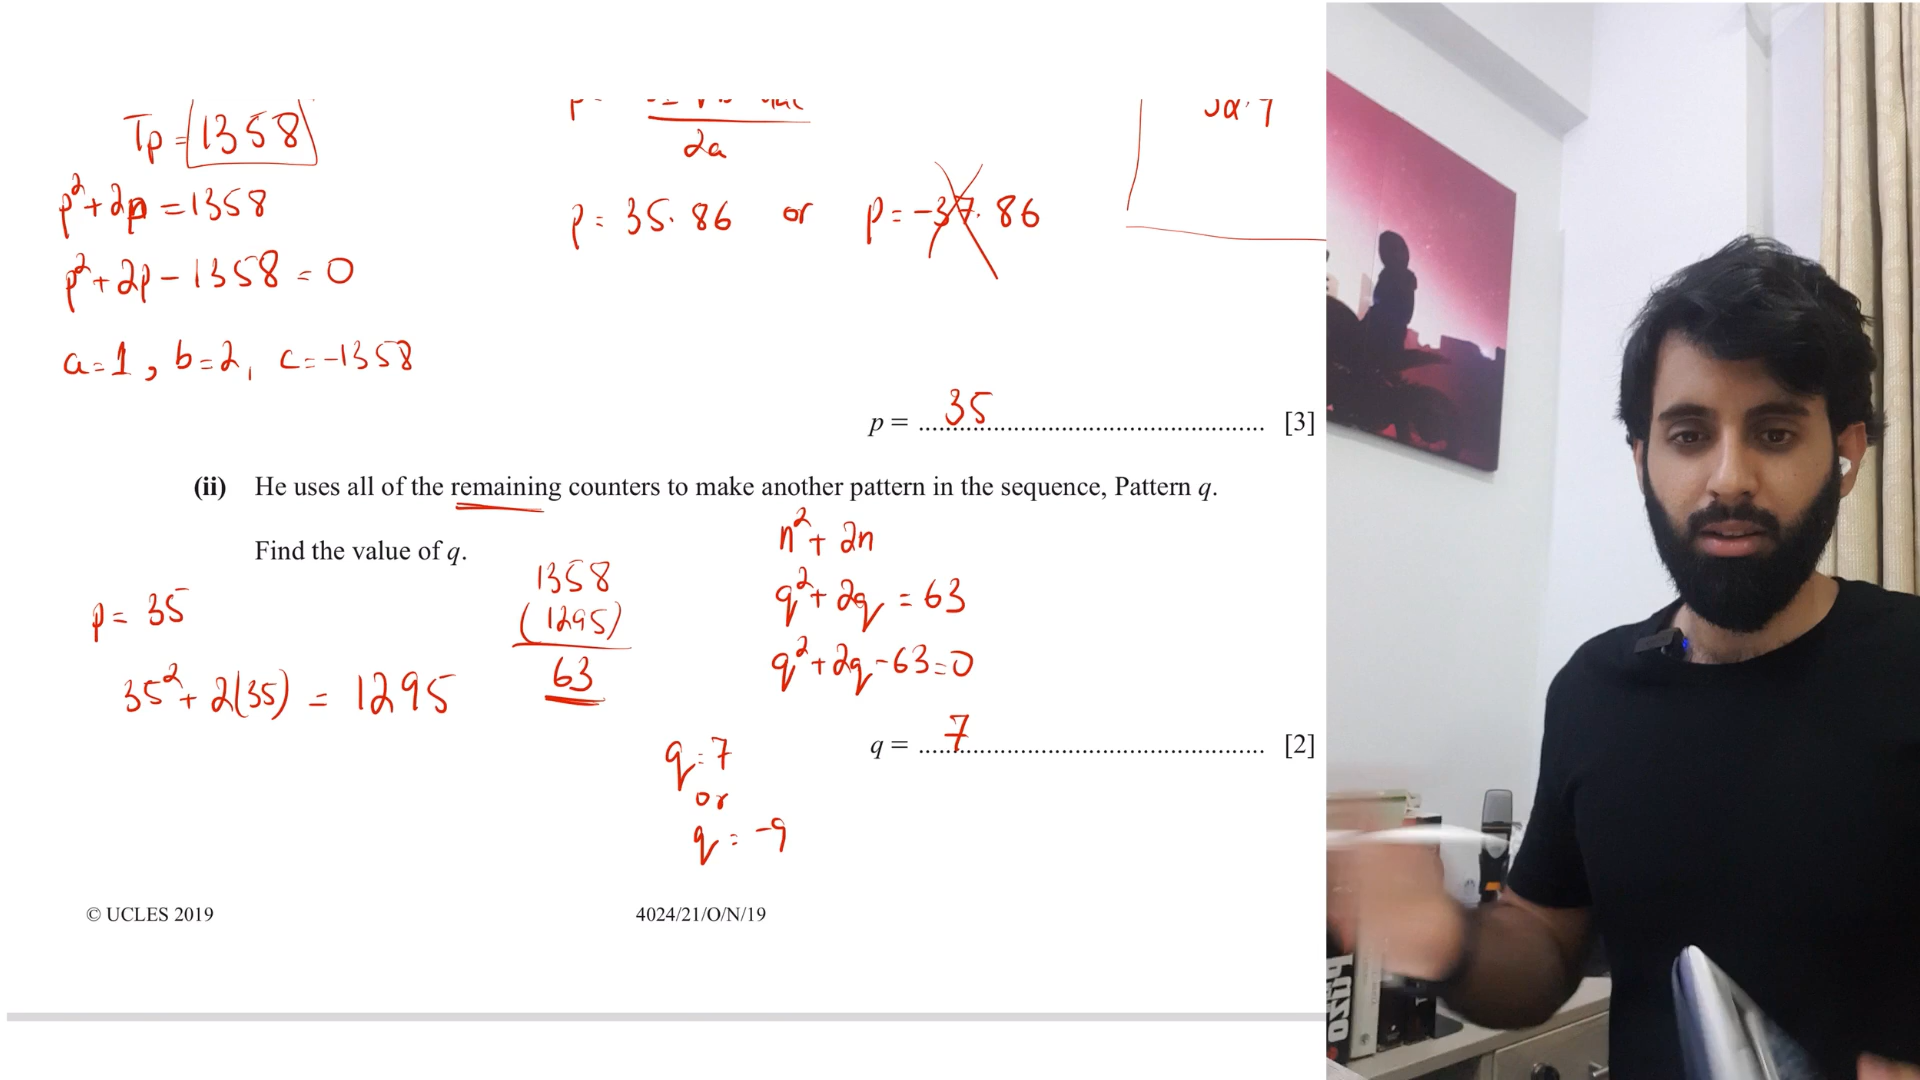 Tp = 1358
2a
p²+2p = 1358
p = 35.86 or p = -37.86
p²+2p - 1358 = 0
a=1, b=2, c=-1358
p = 35 [3]
(ii) He uses all of the remaining counters to make another pattern in the sequence, Pattern q.
n² + 2n
Find the value of q.
1358
p = 35
(1295)
q² + 2q = 63
63
q² + 2q - 63 = 0
35² + 2(35) = 1295
q = 7 [2]
q = 7
or
q = -9
© UCLES 2019
4024/21/O/N/19